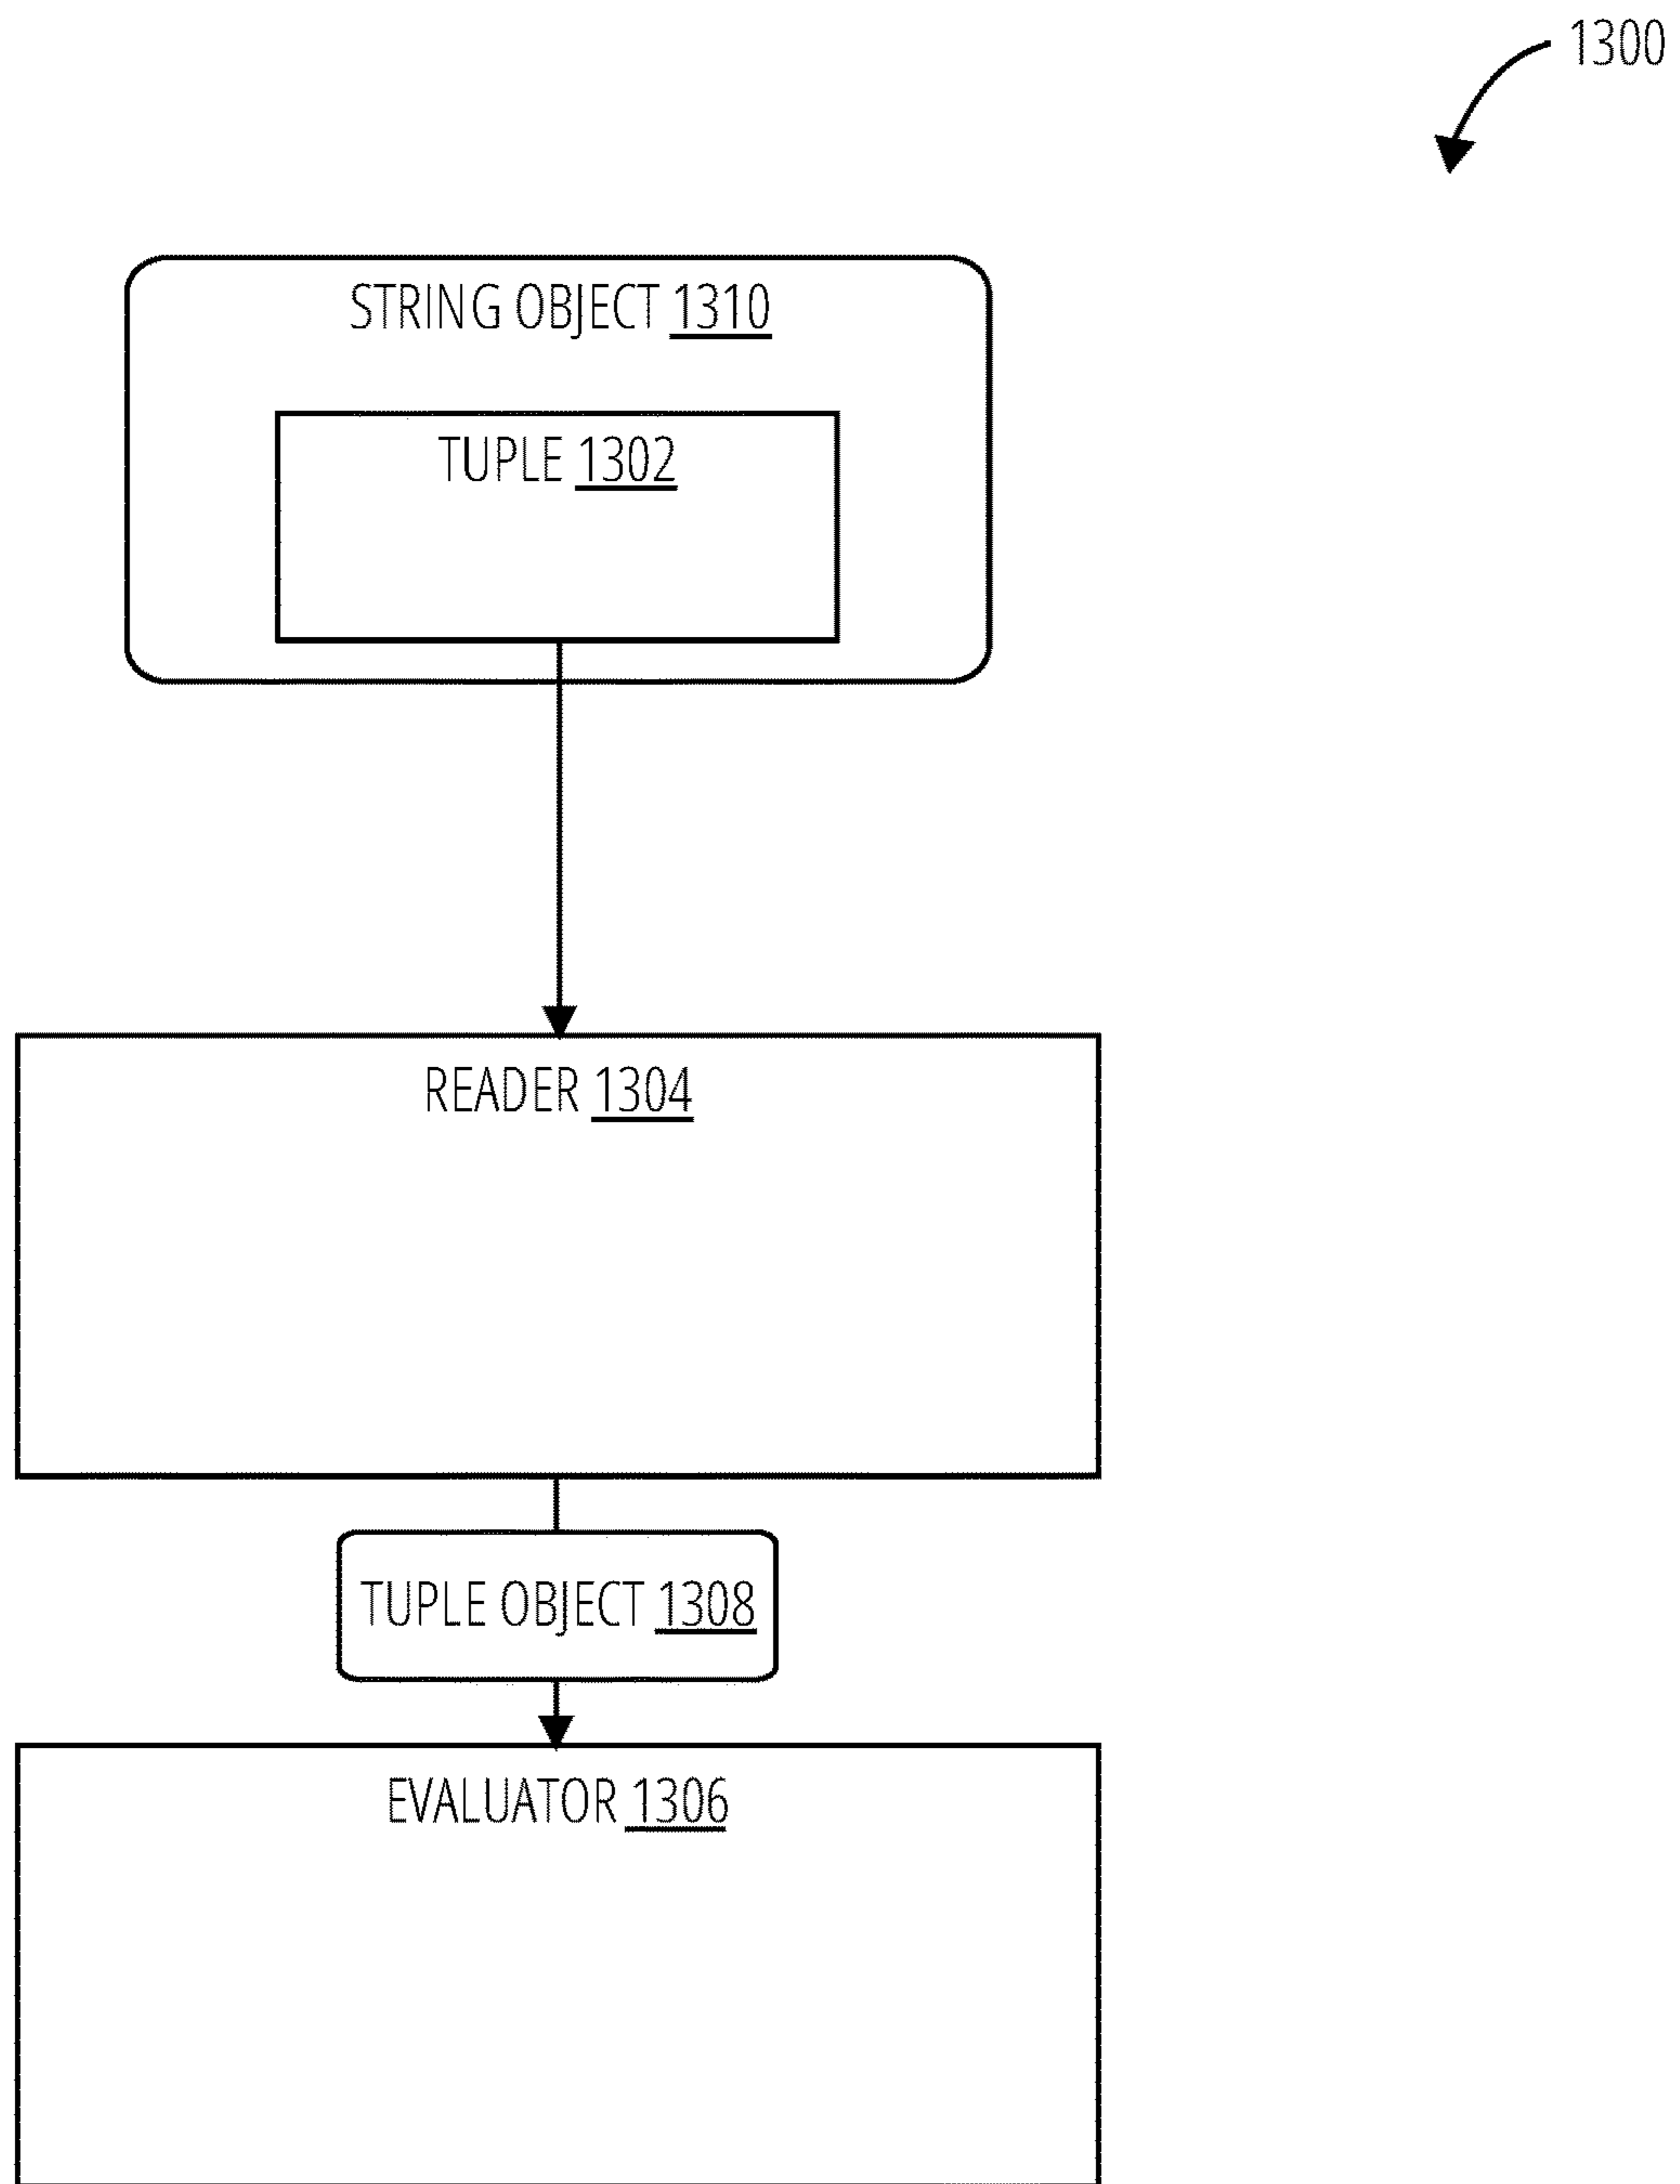 1300
STRING OBJECT 1310
TUPLE 1302
READER 1304
TUPLE OBJECT 1308
EVALUATOR 1306